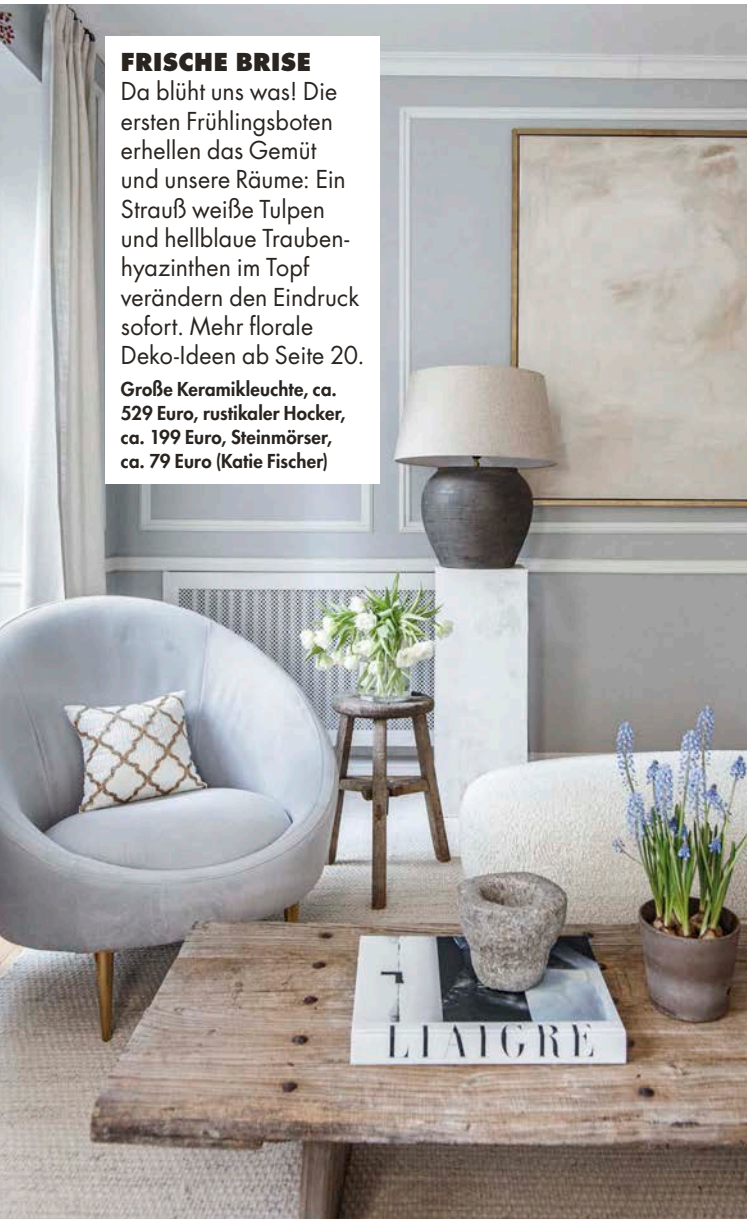 FRISCHE BRISE
Da blüht uns was! Die
ersten Frühlingsboten
erhellen das Gemüt
und unsere Räume: Ein
Strauß weiße Tulpen
und hellblaue Trauben-
hyazinthen im Topf
verändern den Eindruck
sofort. Mehr florale
Deko-Ideen ab Seite 20.
Große Keramikleuchte, ca.
529 Euro, rustikaler Hocker,
ca. 199 Euro, Steinmörser,
ca. 79 Euro (Katie Fischer)
LIAIGRE